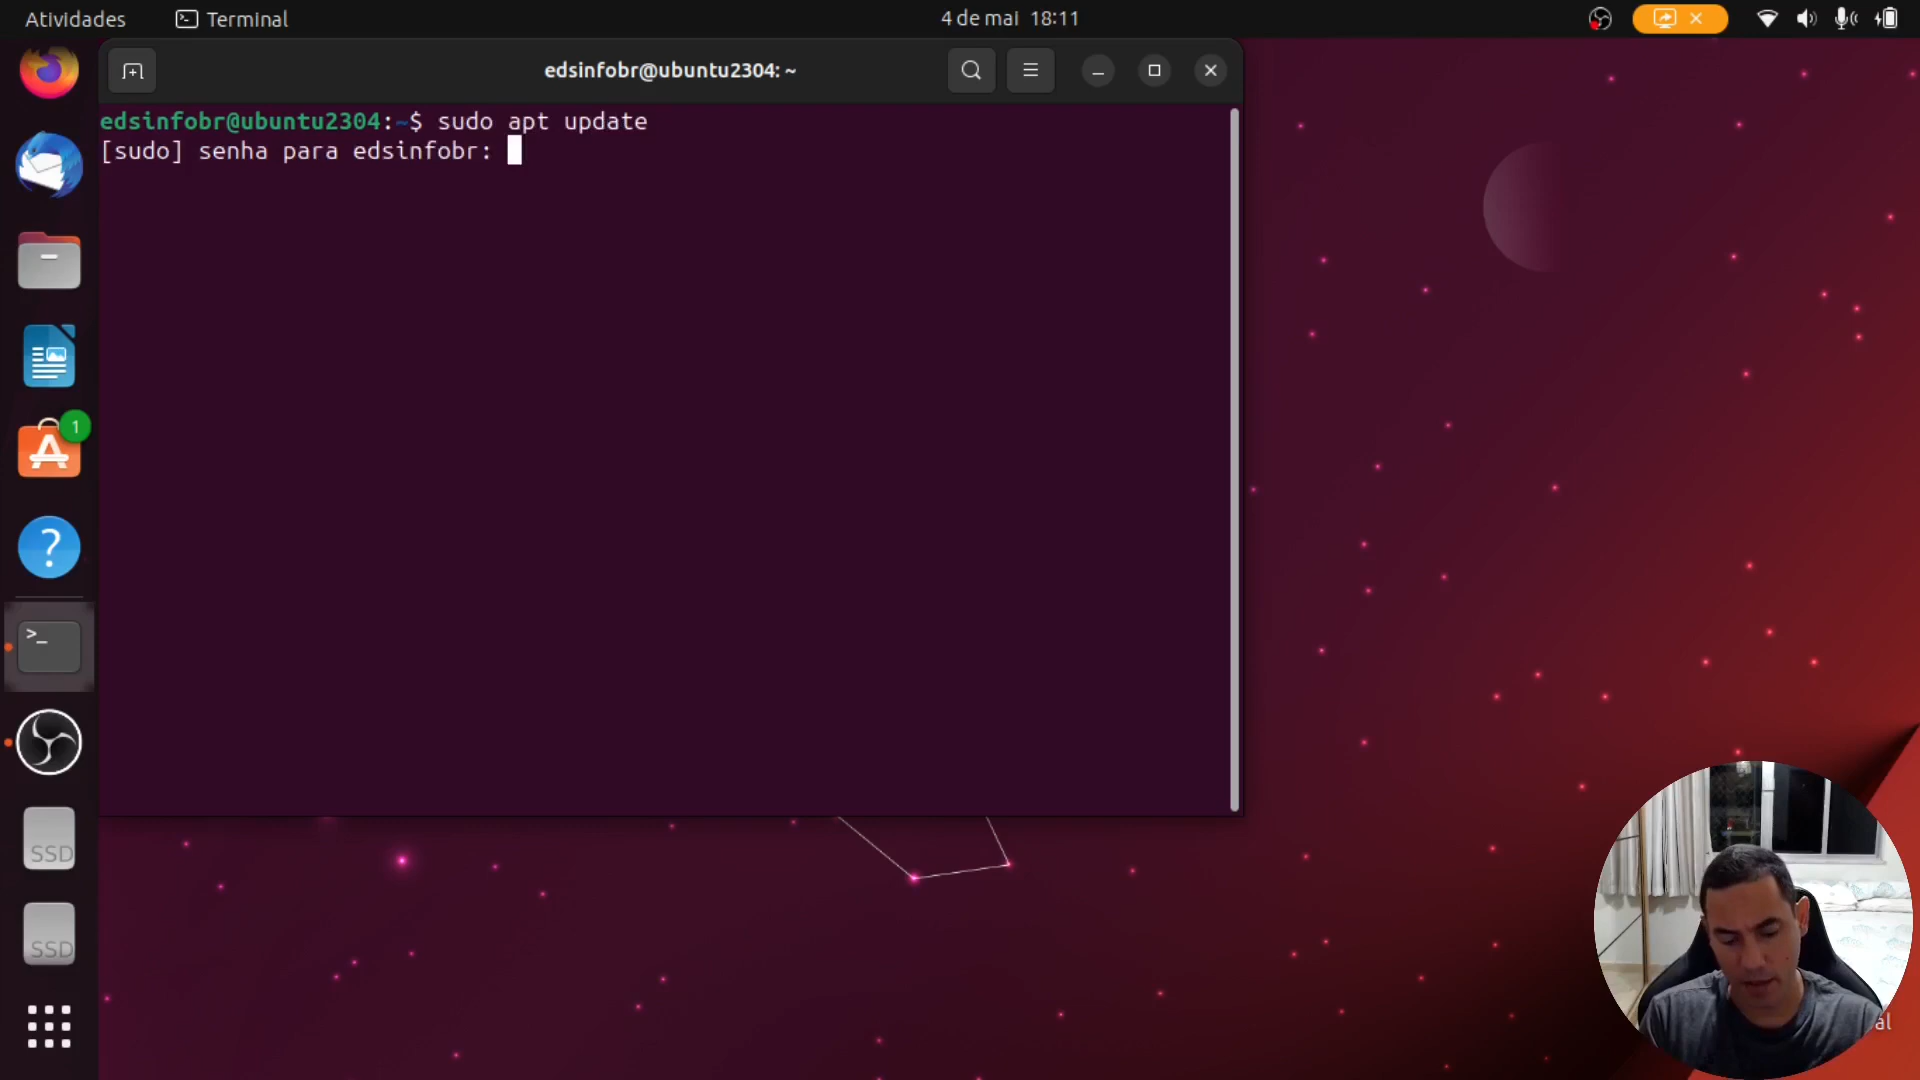 Atividades
Terminal
4 de mai 18:11
edsinfobr@ubuntu2304: ~
edsinfobr@ubuntu2304:~$ sudo apt update
[sudo] senha para edsinfobr:
1
?
>_
SSD
SSD
al